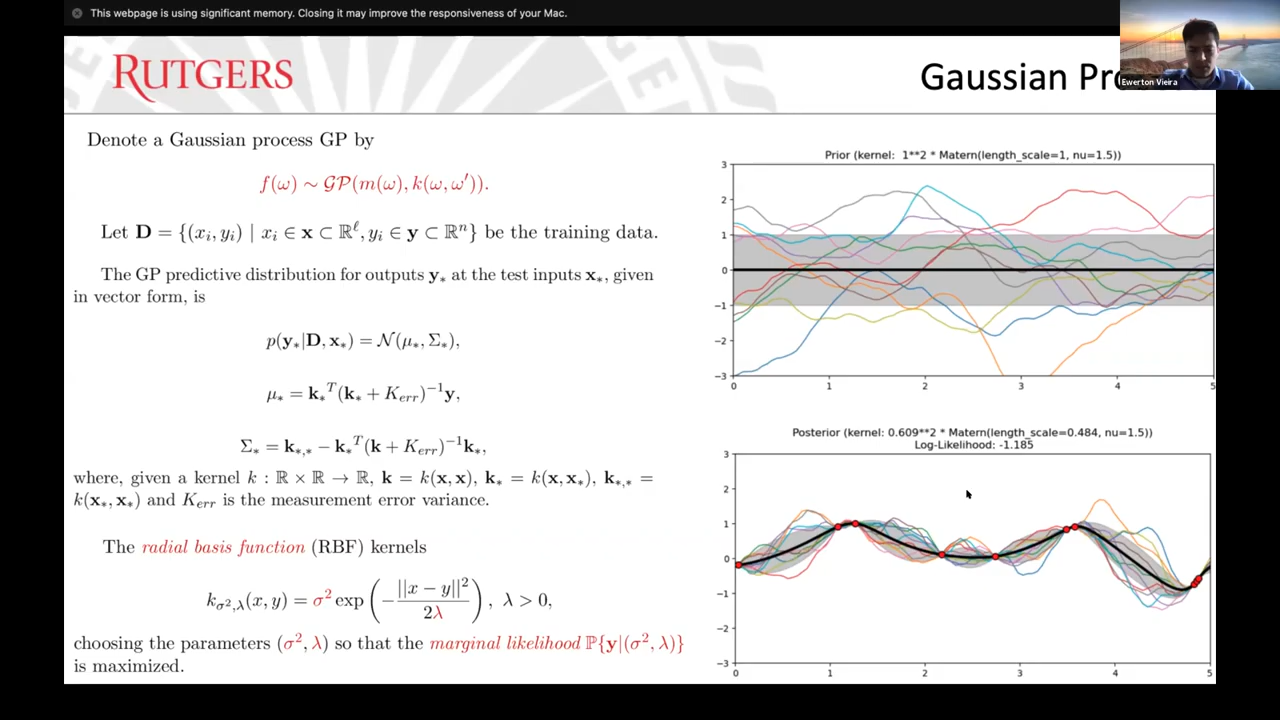 This webpage is using significant memory. Closing it may improve the responsiveness of your Mac.
RUTGERS
Gaussian Pro
Ewerton Vieira
Denote a Gaussian process GP by
f(ω) ∼ 𝒢𝒫(m(ω), k(ω, ω′)).
Let D = {(xᵢ, yᵢ) | xᵢ ∈ x ⊂ ℝ^ℓ, yᵢ ∈ y ⊂ ℝⁿ} be the training data.
The GP predictive distribution for outputs y∗ at the test inputs x∗, given
in vector form, is
p(y∗|D, x∗) = 𝒩(μ∗, Σ∗),
μ∗ = k∗ᵀ(k∗ + K_err)⁻¹y,
Σ∗ = k∗,∗ − k∗ᵀ(k + K_err)⁻¹k∗,
where, given a kernel k : ℝ × ℝ → ℝ, k = k(x, x), k∗ = k(x, x∗), k∗,∗ =
k(x∗, x∗) and K_err is the measurement error variance.
The radial basis function (RBF) kernels
k_σ²,λ(x, y) = σ² exp (−||x − y||² / 2λ), λ > 0,
choosing the parameters (σ², λ) so that the marginal likelihood ℙ{y|(σ², λ)}
is maximized.
Prior (kernel: 1**2 * Matern(length_scale=1, nu=1.5))
3
2
1
0
−1
−2
−3
0 1 2 3 4 5
Posterior (kernel: 0.609**2 * Matern(length_scale=0.484, nu=1.5))
Log-Likelihood: -1.185
3
2
1
0
−1
−2
−3
0 1 2 3 4 5